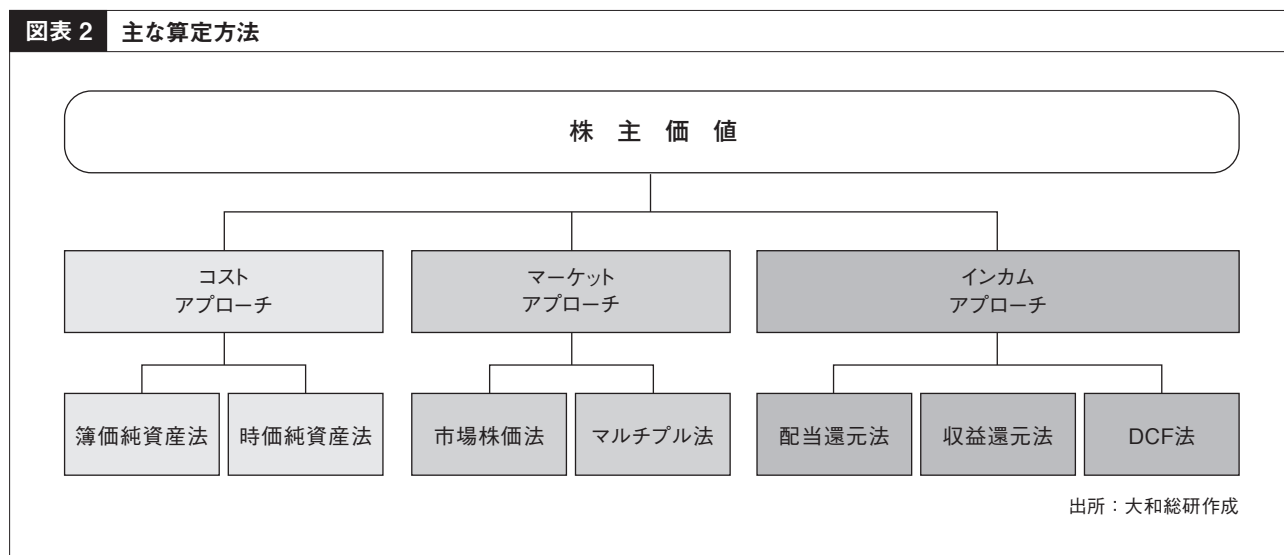 図表 2 主な算定方法
株主価値
コスト
アプローチ
マーケット
アプローチ
インカム
アプローチ
簿価純資産法
時価純資産法
市場株価法
マルチプル法
配当還元法
収益還元法
DCF法
出所：大和総研作成